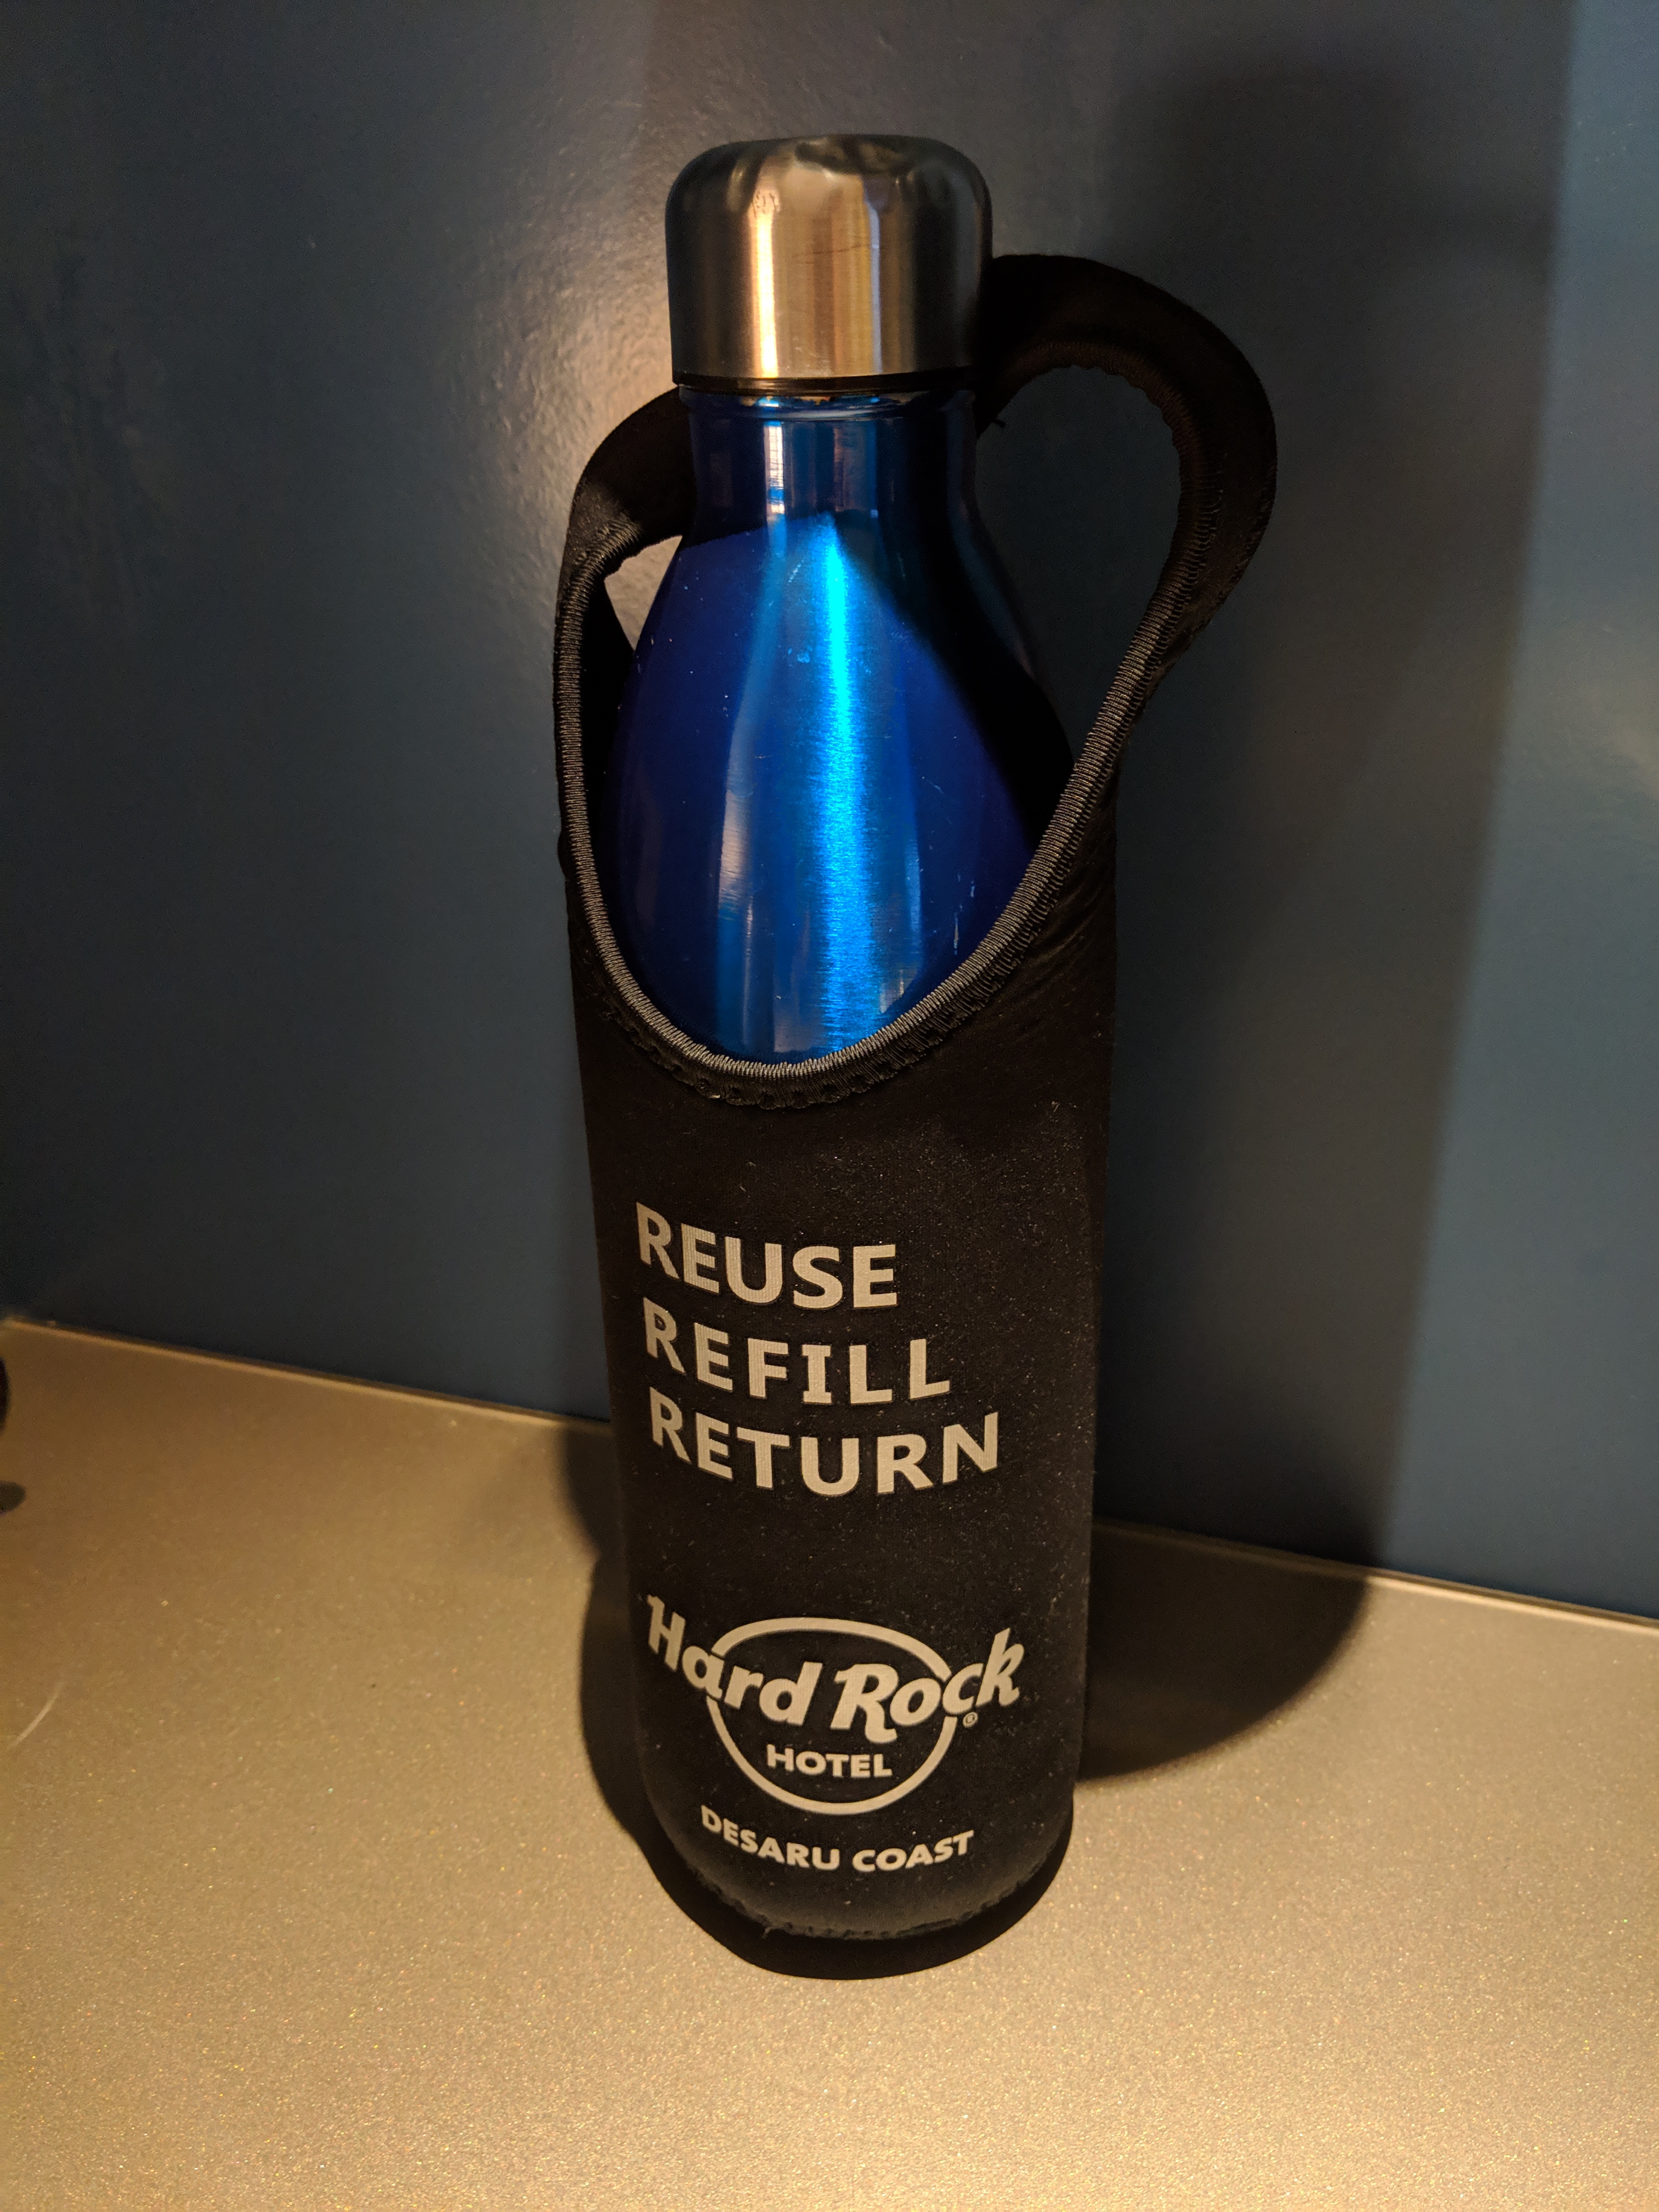 REUSE
REFILL
RETURN
Hard Rock®
HOTEL
DESARU COAST